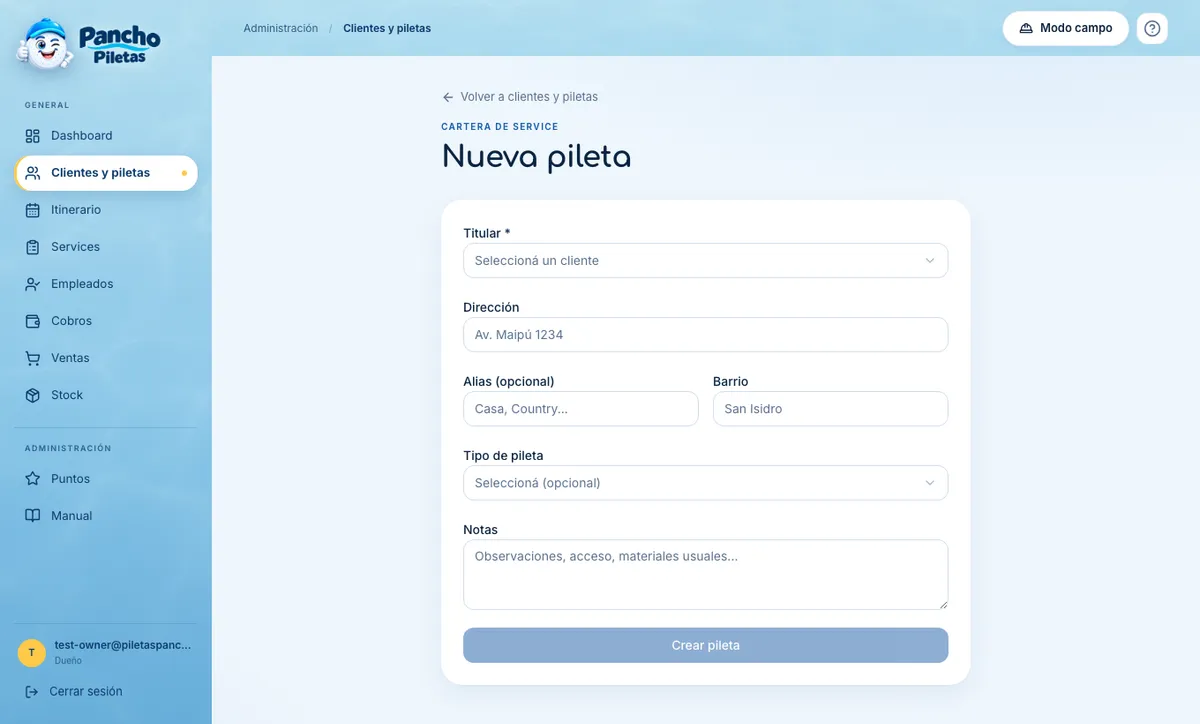 Pancho
Piletas
Administración / Clientes y piletas
Modo campo
GENERAL
Dashboard
Clientes y piletas
Itinerario
Services
Empleados
Cobros
Ventas
Stock
ADMINISTRACIÓN
Puntos
Manual
T
test-owner@piletaspanc...
Dueño
Cerrar sesión
Volver a clientes y piletas
CARTERA DE SERVICE
Nueva pileta
Titular *
Seleccioná un cliente
Dirección
Av. Maipú 1234
Alias (opcional)
Barrio
Casa, Country...
San Isidro
Tipo de pileta
Seleccioná (opcional)
Notas
Observaciones, acceso, materiales usuales...
Crear pileta